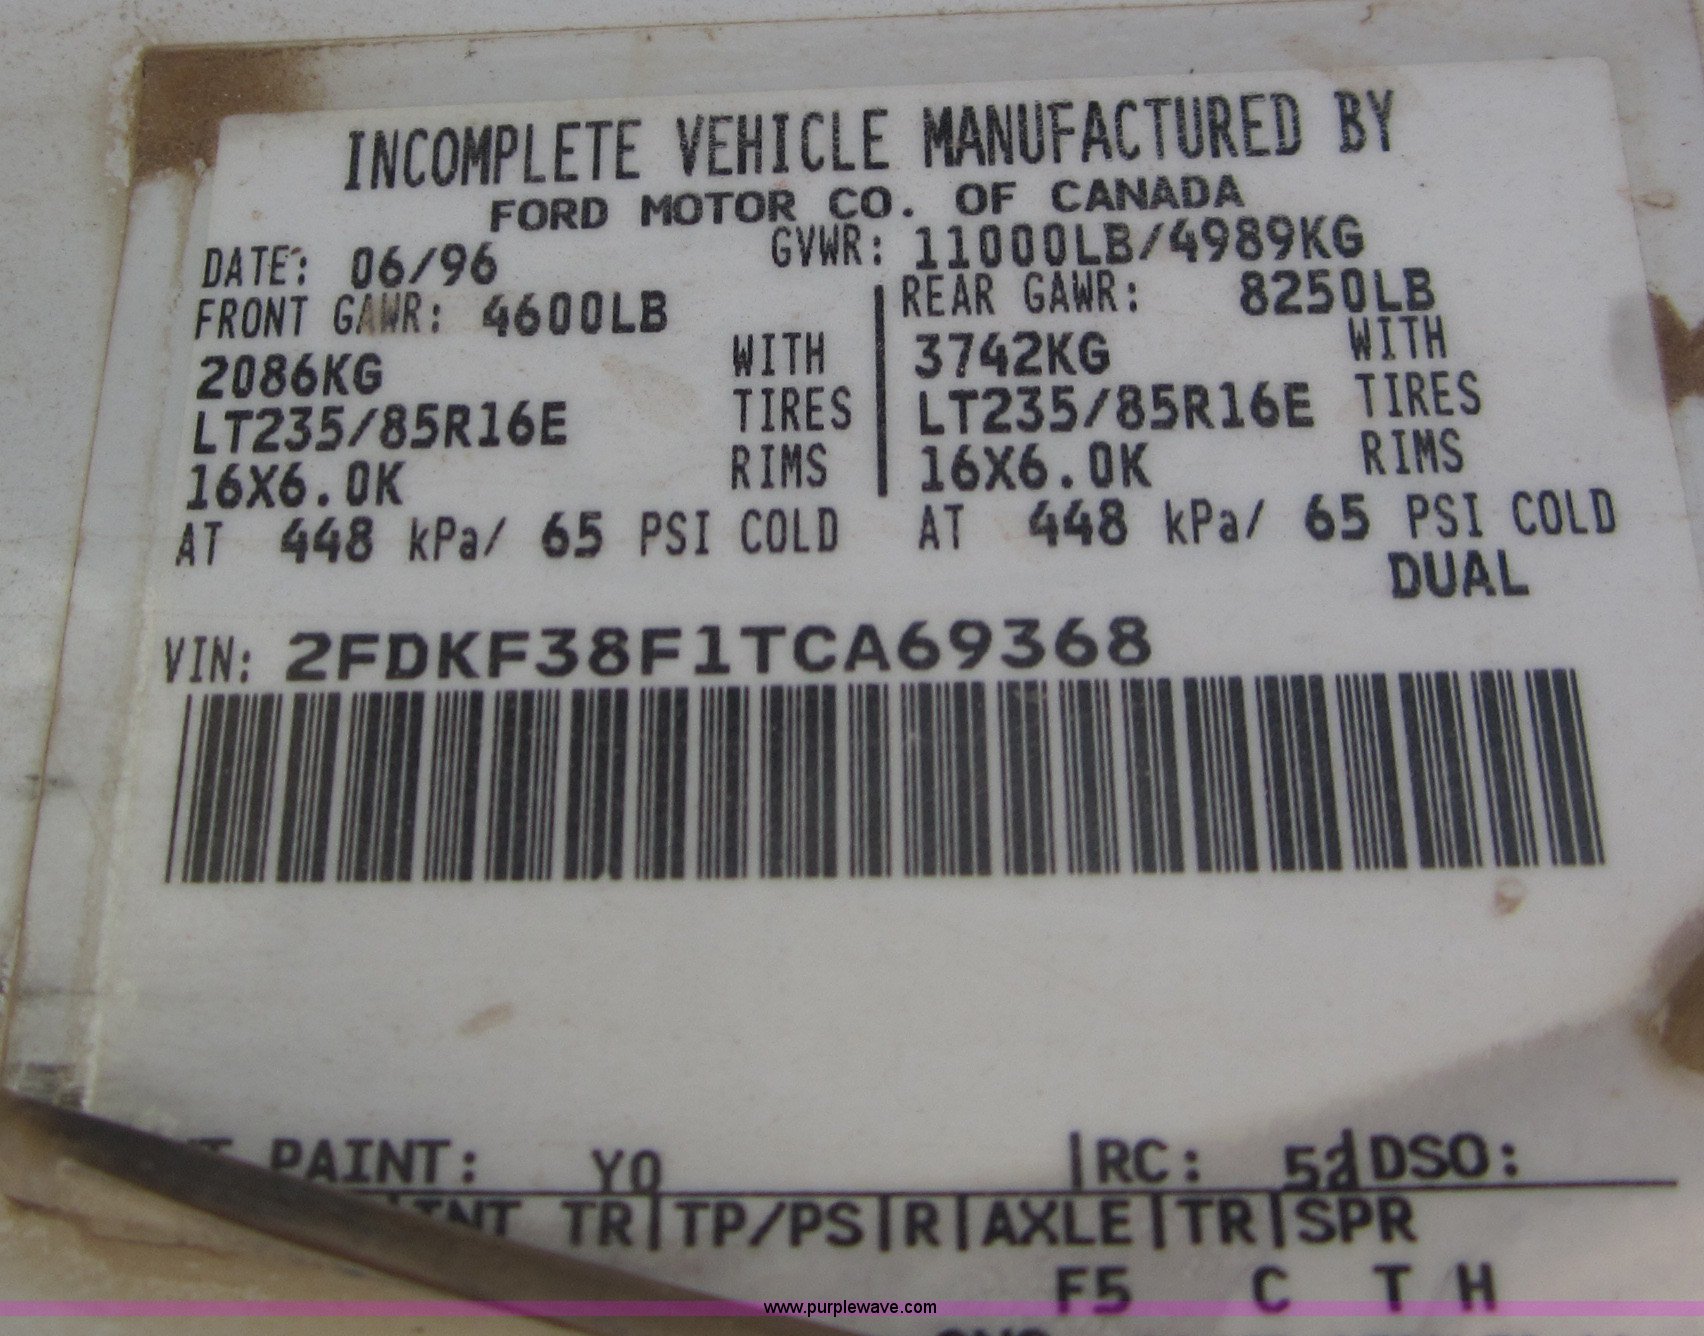 INCOMPLETE VEHICLE MANUFACTURED BY
FORD MOTOR CO. OF CANADA
DATE: 06/96 GVWR: 11000LB/4989KG
FRONT GAWR: 4600LB REAR GAWR: 8250LB
2086KG WITH 3742KG WITH
LT235/85R16E TIRES LT235/85R16E TIRES
16X6.0K RIMS 16X6.0K RIMS
AT 448 kPa/ 65 PSI COLD AT 448 kPa/ 65 PSI COLD
DUAL
VIN: 2FDKF38F1TCA69368
PAINT: YO RC: 52 DSO:
INT TR TP/PS R AXLE TR SPR
F5 C T H
www.purplewave.com